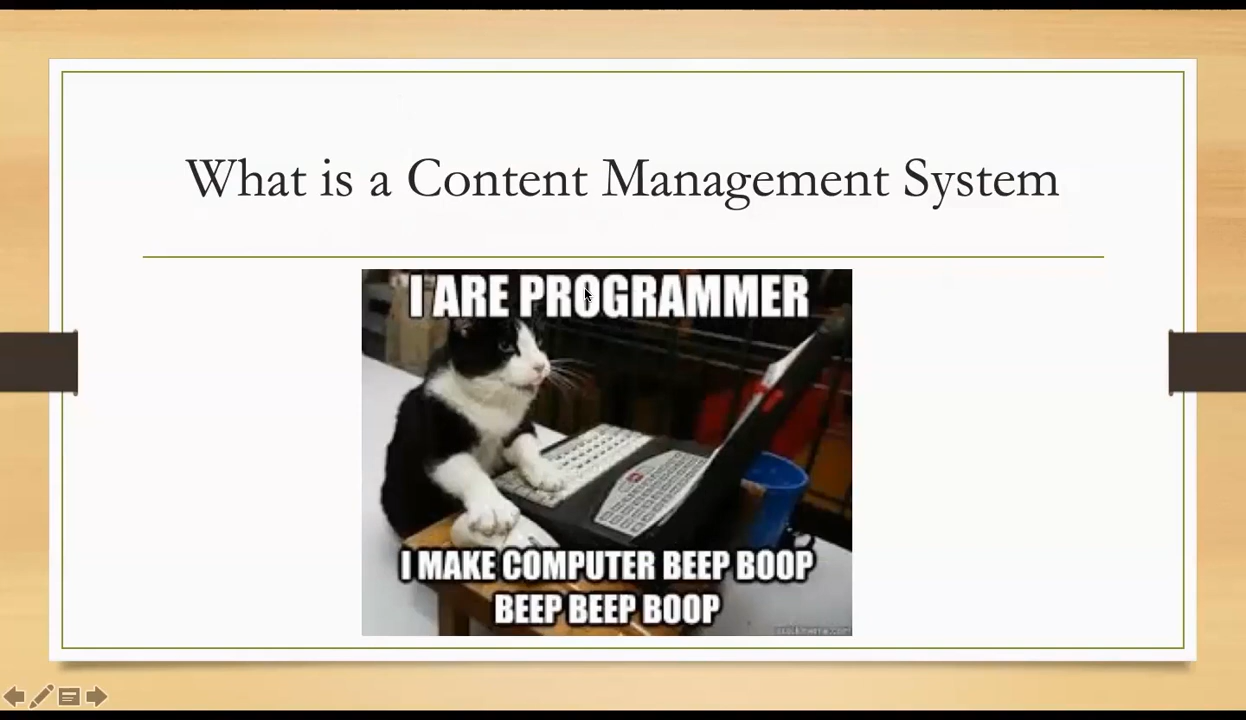 What is a Content Management System
I ARE PROGRAMMER
I MAKE COMPUTER BEEP BOOP
BEEP BEEP BOOP